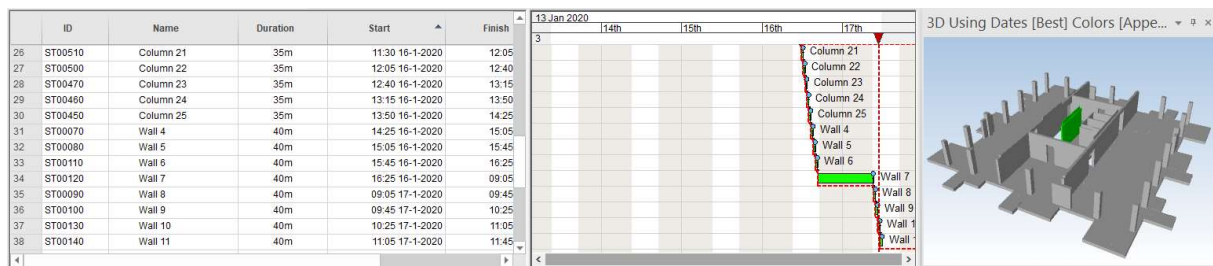 ID Name Duration Start Finish
26 ST00510 Column 21 35m 11:30 16-1-2020 12:05
27 ST00500 Column 22 35m 12:05 16-1-2020 12:40
28 ST00470 Column 23 35m 12:40 16-1-2020 13:15
29 ST00460 Column 24 35m 13:15 16-1-2020 13:50
30 ST00450 Column 25 35m 13:50 16-1-2020 14:25
31 ST00070 Wall 4 40m 14:25 16-1-2020 15:05
32 ST00080 Wall 5 40m 15:05 16-1-2020 15:45
33 ST00110 Wall 6 40m 15:45 16-1-2020 16:25
34 ST00120 Wall 7 40m 16:25 16-1-2020 09:05
35 ST00090 Wall 8 40m 09:05 17-1-2020 09:45
36 ST00100 Wall 9 40m 09:45 17-1-2020 10:25
37 ST00130 Wall 10 40m 10:25 17-1-2020 11:05
38 ST00140 Wall 11 40m 11:05 17-1-2020 11:45
13 Jan 2020
14th 15th 16th 17th
3
Column 21
Column 22
Column 23
Column 24
Column 25
Wall 4
Wall 5
Wall 6
Wall 7
Wall 8
Wall 9
Wall 1
Wall
3D Using Dates [Best] Colors [Appe...